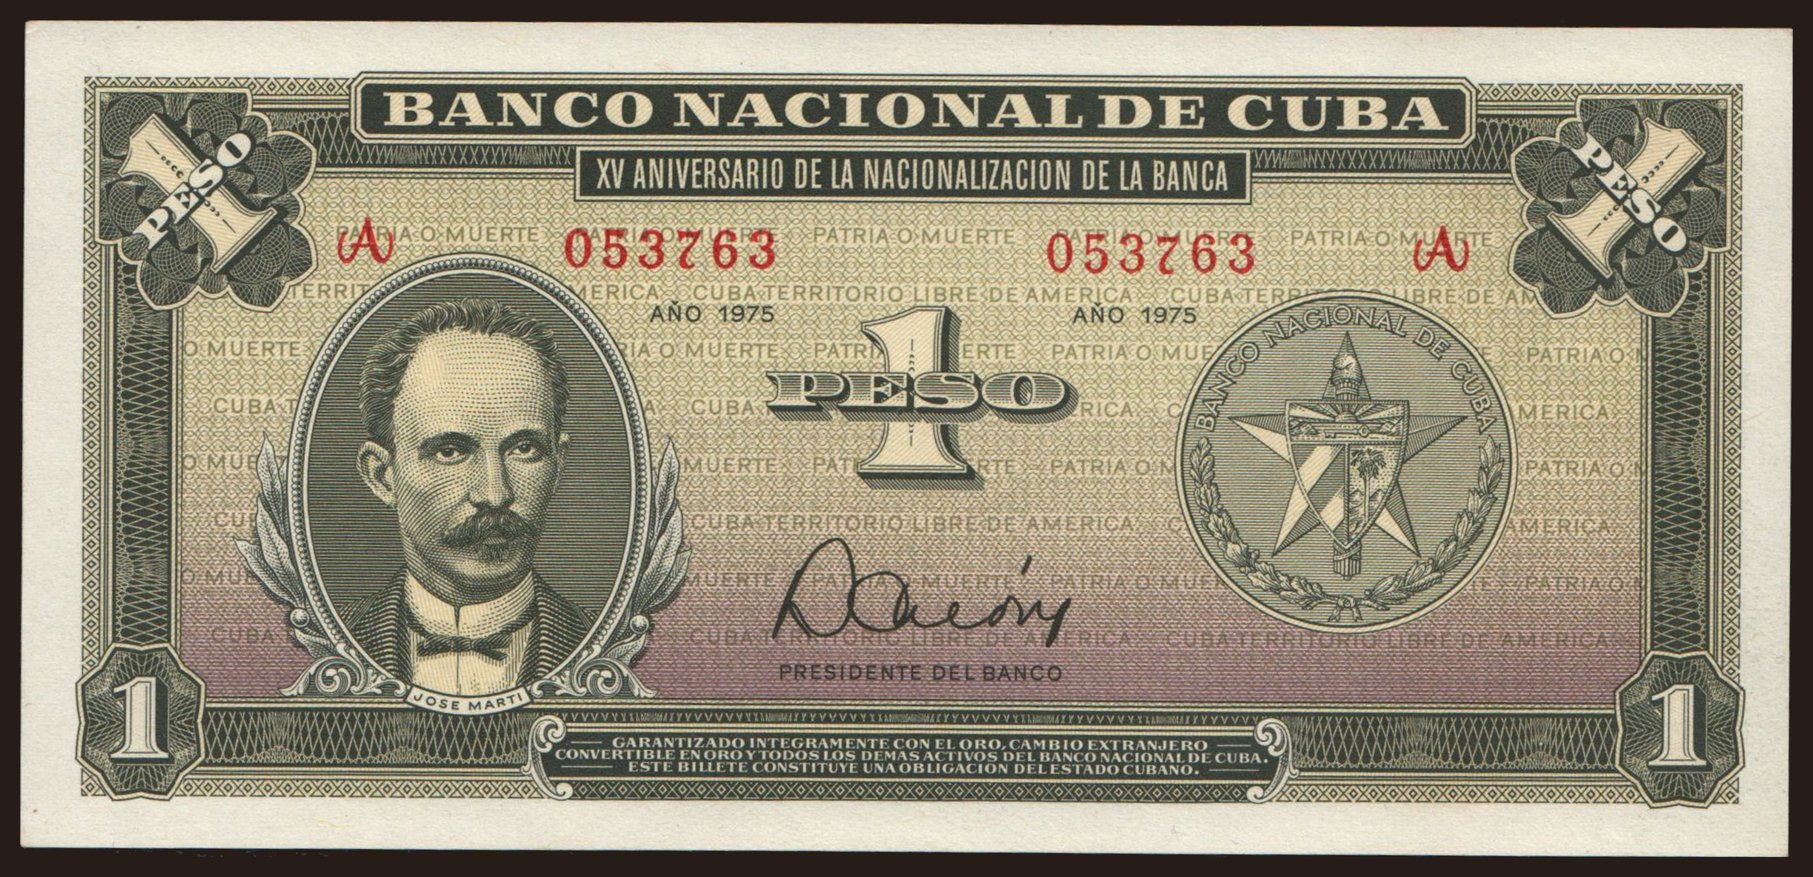 BANCO NACIONAL DE CUBA
XV ANIVERSARIO DE LA NACIONALIZACION DE LA BANCA
1 PESO
1 PESO
A 053763 053763 A
AÑO 1975 AÑO 1975
1 PESO
BANCO NACIONAL DE CUBA
PATRIA O MUERTE
CUBA TERRITORIO LIBRE DE AMERICA
PRESIDENTE DEL BANCO
JOSE MARTI
1 1
GARANTIZADO INTEGRAMENTE CON EL ORO, CAMBIO EXTRANJERO
CONVERTIBLE EN ORO Y TODOS LOS DEMAS ACTIVOS DEL BANCO NACIONAL DE CUBA.
ESTE BILLETE CONSTITUYE UNA OBLIGACION DEL ESTADO CUBANO.